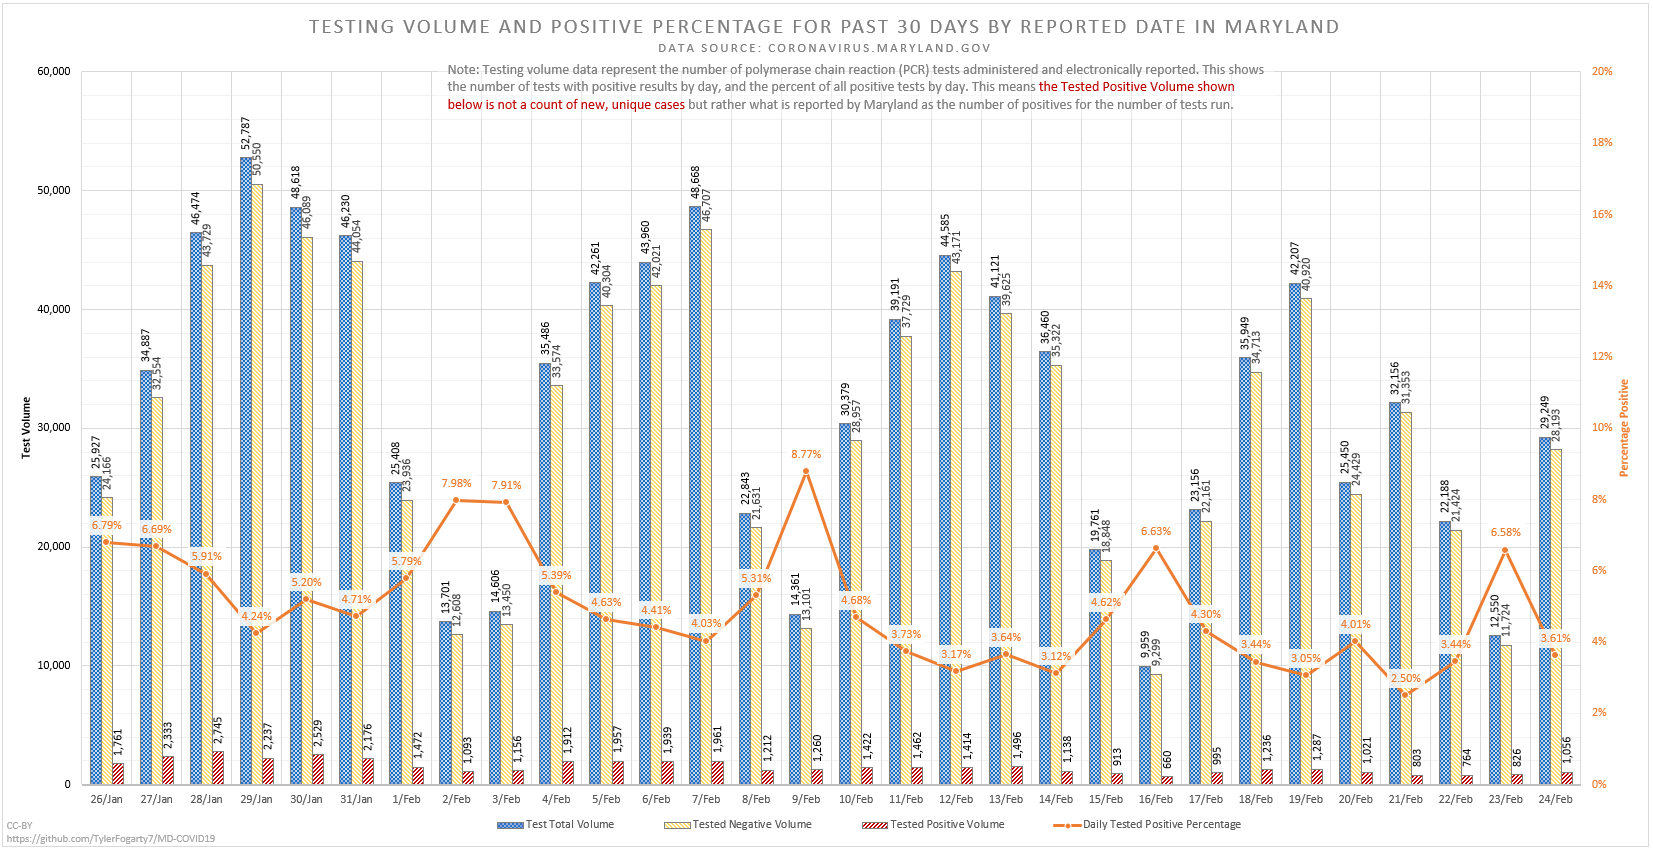 TESTING VOLUME AND POSITIVE PERCENTAGE FOR PAST 30 DAYS BY REPORTED DATE IN MARYLAND
DATA SOURCE: CORONAVIRUS.MARYLAND.GOV
Note: Testing volume data represent the number of polymerase chain reaction (PCR) tests administered and electronically reported. This shows
the number of tests with positive results by day, and the percent of all positive tests by day. This means the Tested Positive Volume shown
below is not a count of new, unique cases but rather what is reported by Maryland as the number of positives for the number of tests run.
Test Volume
60,000
50,000
40,000
30,000
20,000
10,000
0
20%
18%
16%
14%
12%
10%
8%
6%
4%
2%
0%
Percentage Positive
25,927 24,166 6.79% 1,761
34,887 32,554 6.69% 2,333
46,474 43,729 5.91% 2,745
52,787 50,550 4.24% 2,237
48,618 46,089 5.20% 2,529
46,230 44,054 4.71% 2,176
25,408 23,936 5.79% 1,472
13,701 12,608 7.98% 1,093
14,606 13,450 7.91% 1,156
35,486 33,574 5.39% 1,912
42,261 40,304 4.63% 1,957
43,960 42,021 4.41% 1,939
48,668 46,707 4.03% 1,961
22,843 21,631 5.31% 1,212
14,361 13,101 8.77% 1,260
30,379 28,957 4.68% 1,422
39,191 37,729 3.73% 1,462
44,585 43,171 3.17% 1,414
41,121 39,625 3.64% 1,496
36,460 35,322 3.12% 1,138
19,761 18,848 4.62% 913
9,959 9,299 6.63% 660
23,156 22,161 4.30% 995
35,949 34,713 3.44% 1,236
42,207 40,920 3.05% 1,287
25,450 24,429 4.01% 1,021
32,156 31,353 2.50% 803
22,188 21,424 3.44% 764
12,550 11,724 6.58% 826
29,249 28,193 3.61% 1,056
26/Jan 27/Jan 28/Jan 29/Jan 30/Jan 31/Jan 1/Feb 2/Feb 3/Feb 4/Feb 5/Feb 6/Feb 7/Feb 8/Feb 9/Feb 10/Feb 11/Feb 12/Feb 13/Feb 14/Feb 15/Feb 16/Feb 17/Feb 18/Feb 19/Feb 20/Feb 21/Feb 22/Feb 23/Feb 24/Feb
Test Total Volume Tested Negative Volume Tested Positive Volume Daily Tested Positive Percentage
CC-BY
https://github.com/TylerFogarty7/MD-COVID19